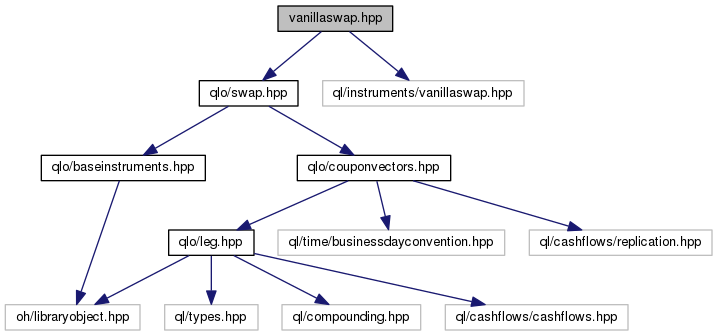 vanillaswap.hpp
qlo/swap.hpp
ql/instruments/vanillaswap.hpp
qlo/baseinstruments.hpp
qlo/couponvectors.hpp
qlo/leg.hpp
ql/time/businessdayconvention.hpp
ql/cashflows/replication.hpp
oh/libraryobject.hpp
ql/types.hpp
ql/compounding.hpp
ql/cashflows/cashflows.hpp